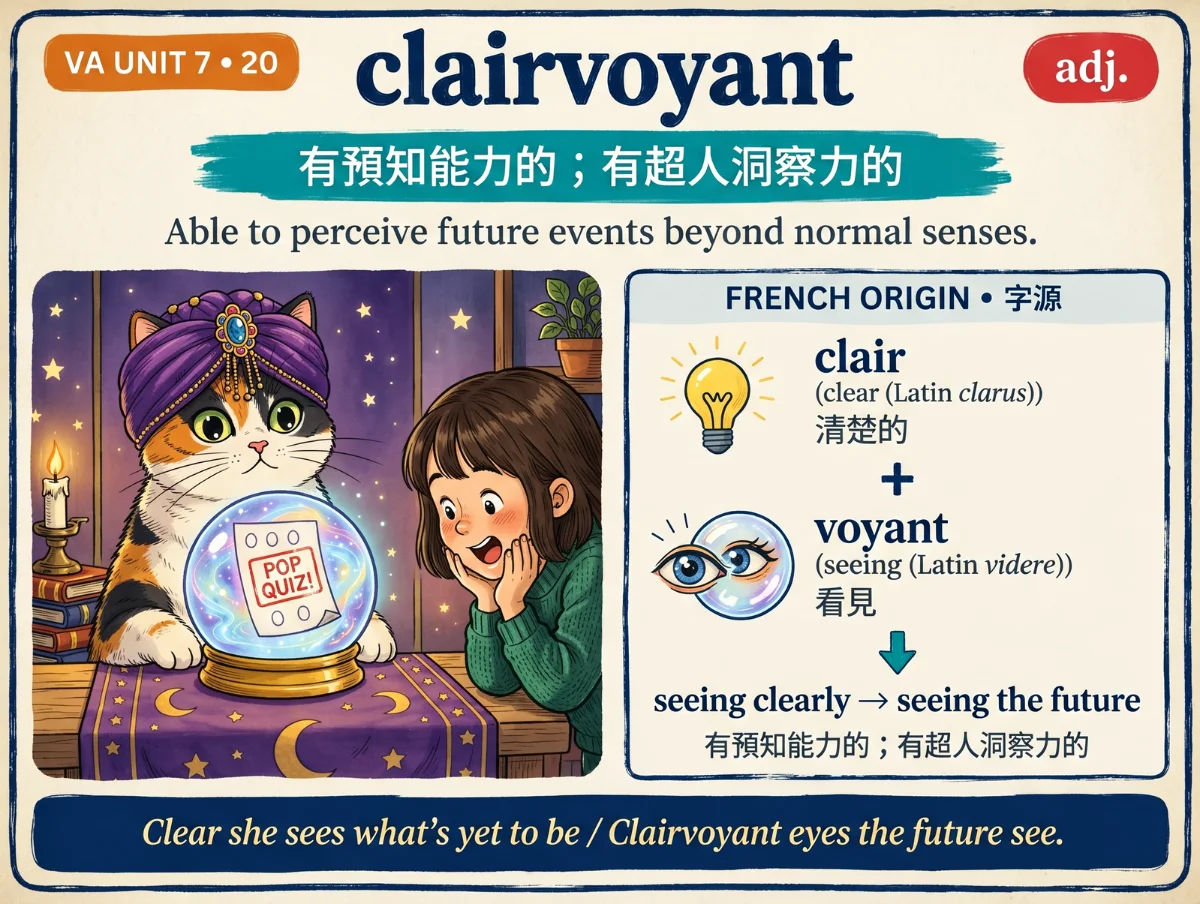 VA UNIT 7 • 20
clairvoyant
adj.
有預知能力的；有超人洞察力的
Able to perceive future events beyond normal senses.
POP
QUIZ!
FRENCH ORIGIN • 字源
clair
(clear (Latin clarus))
清楚的
+
voyant
(seeing (Latin videre))
看見
seeing clearly → seeing the future
有預知能力的；有超人洞察力的
Clear she sees what's yet to be / Clairvoyant eyes the future see.